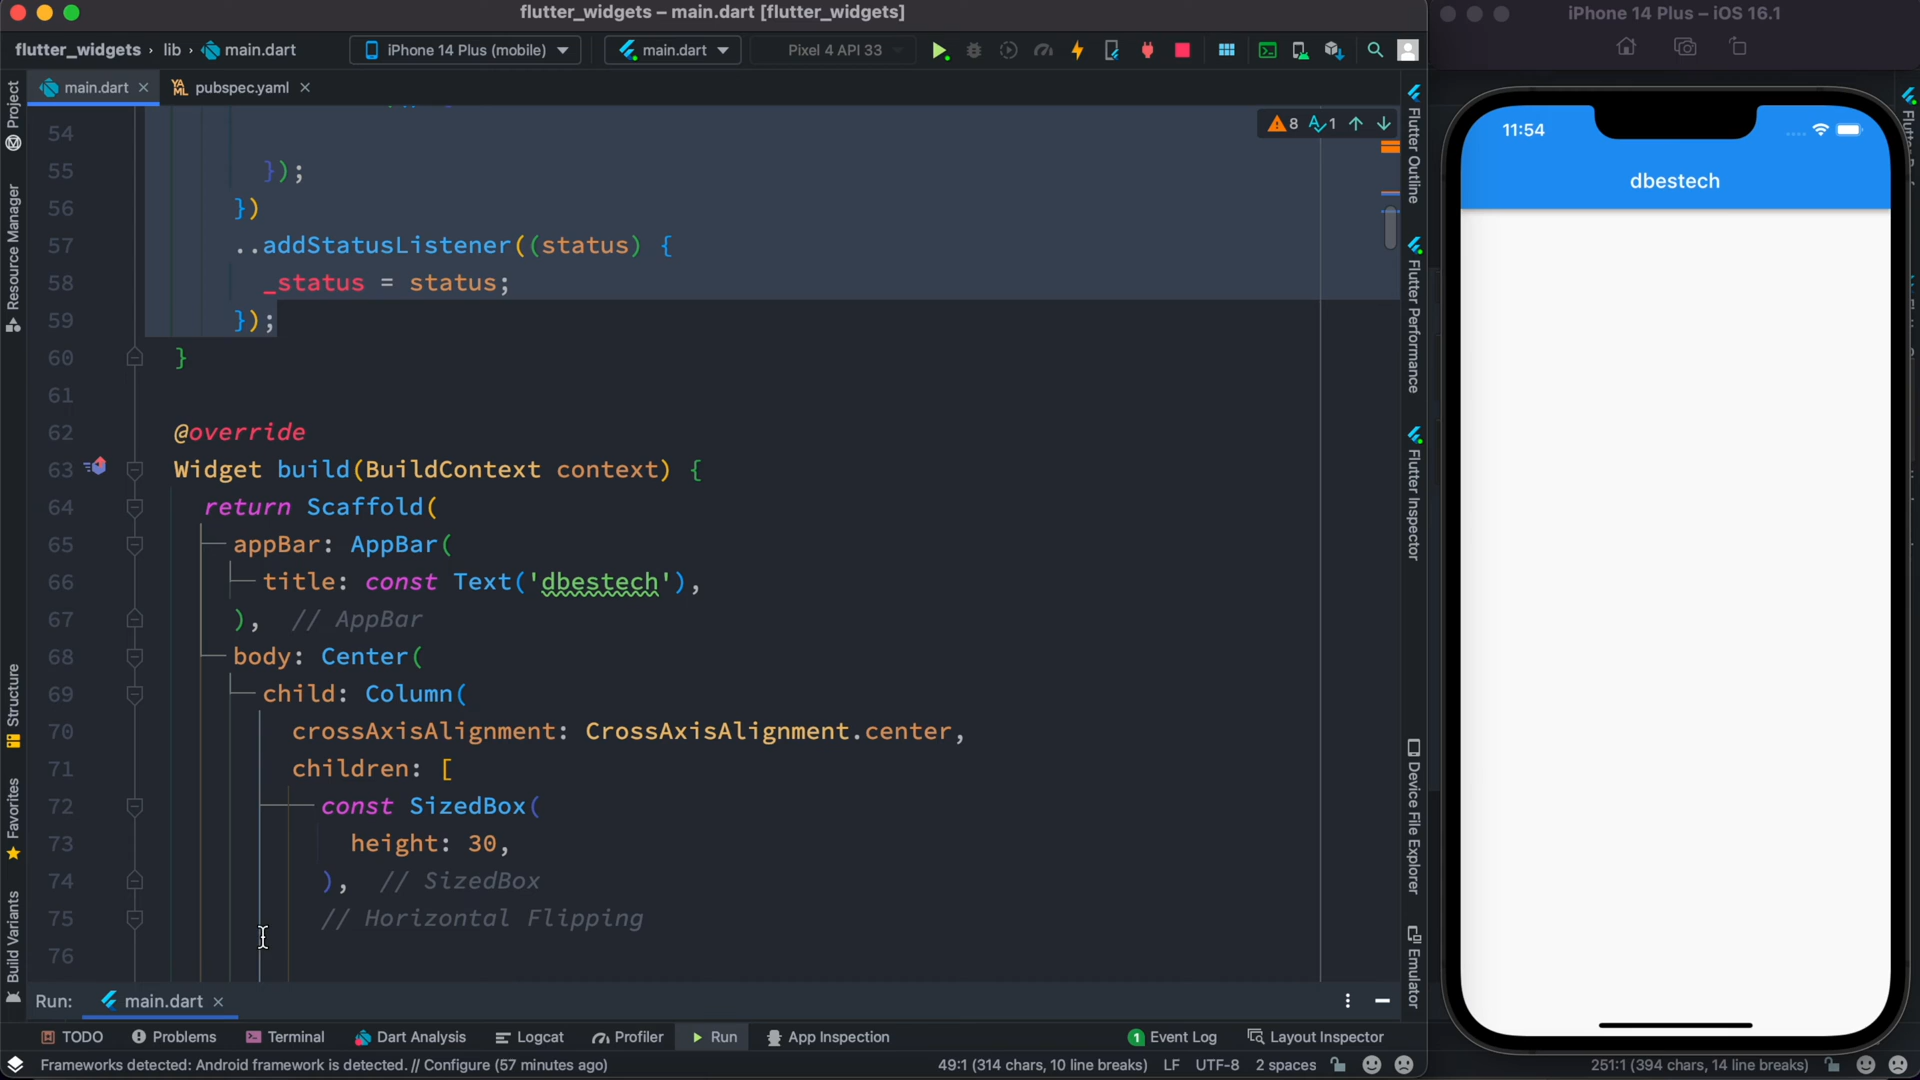 flutter_widgets – main.dart [flutter_widgets]
iPhone 14 Plus – iOS 16.1
flutter_widgets › lib › main.dart
iPhone 14 Plus (mobile)
main.dart
Pixel 4 API 33
main.dart
pubspec.yaml
8
1
54
55 });
56 })
57 ..addStatusListener((status) {
58 _status = status;
59 });
60 }
61
62 @override
63 Widget build(BuildContext context) {
64 return Scaffold(
65 appBar: AppBar(
66 title: const Text('dbestech'),
67 ), // AppBar
68 body: Center(
69 child: Column(
70 crossAxisAlignment: CrossAxisAlignment.center,
71 children: [
72 const SizedBox(
73 height: 30,
74 ), // SizedBox
75 // Horizontal Flipping
76
Project
Resource Manager
Structure
Favorites
Build Variants
Flutter Outline
Flutter Performance
Flutter Inspector
Device File Explorer
Emulator
11:54
dbestech
Run: main.dart
TODO
Problems
Terminal
Dart Analysis
Logcat
Profiler
Run
App Inspection
1 Event Log
Layout Inspector
Frameworks detected: Android framework is detected. // Configure (57 minutes ago)
49:1 (314 chars, 10 line breaks)
LF
UTF-8
2 spaces
251:1 (394 chars, 14 line breaks)